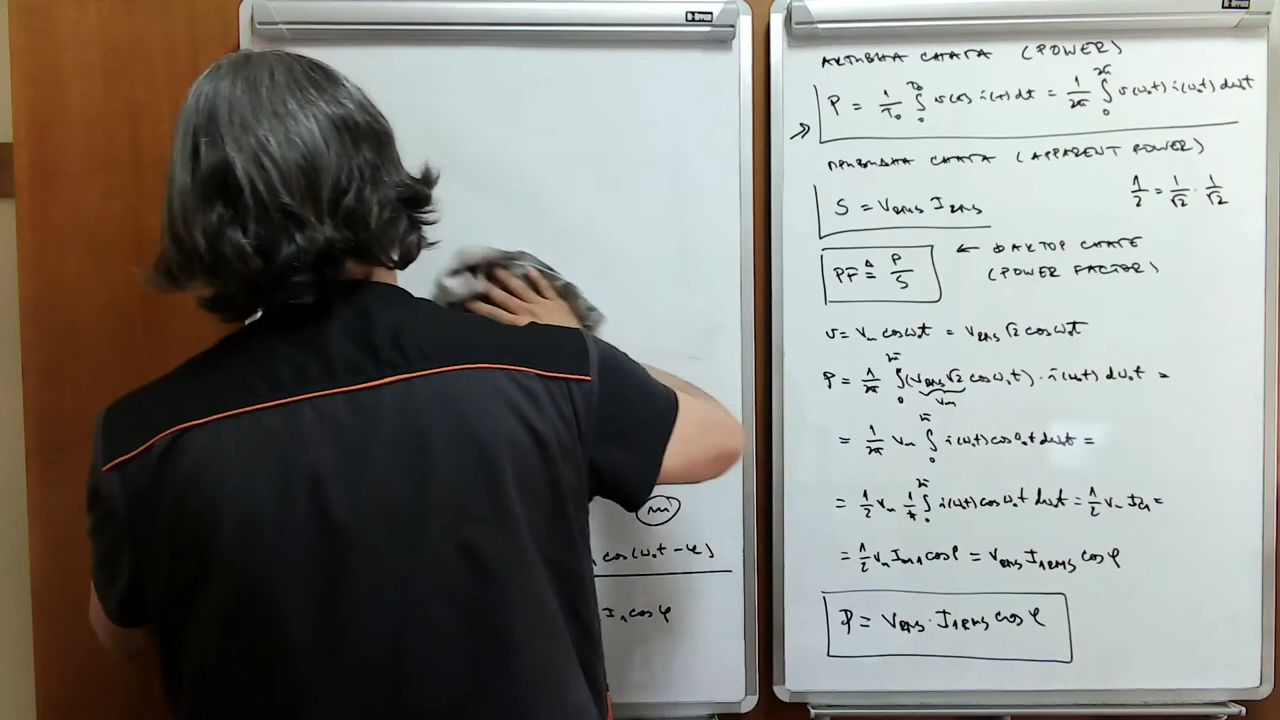 cos(ω₀t − φ)
I₁ cos φ
АКТИВНА СНАГА (POWER)
P = 1/T₀ ∫₀^T₀ v(t) i(t) dt = 1/2π ∫₀^2π v(ω₀t) i(ω₀t) dω₀t
ПРИВИДНА СНАГА (APPARENT POWER)
S = V_RMS I_RMS
1/2 = 1/√2 · 1/√2
PF ≜ P/S ← ФАКТОР СНАГЕ
(POWER FACTOR)
v = V_m cos ω₀t = V_RMS √2 cos ω₀t
P = 1/2π ∫₀^2π (V_RMS √2 cos ω₀t) · i(ω₀t) dω₀t =
V_m
= 1/2π V_m ∫₀^2π i(ω₀t) cos ω₀t dω₀t =
= 1/2 V_m 1/π ∫₀^2π i(ω₀t) cos ω₀t dω₀t = 1/2 V_m I_C1 =
= 1/2 V_m I_m1 cos φ = V_RMS I_1RMS cos φ
P = V_RMS · I_1RMS cos φ